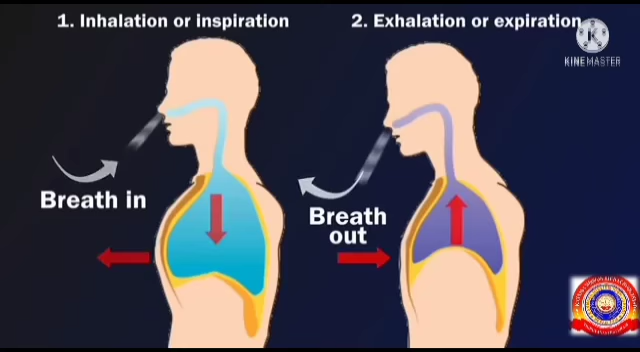 1. Inhalation or inspiration
2. Exhalation or expiration
K
KINEMASTER
Breath in
Breath
out